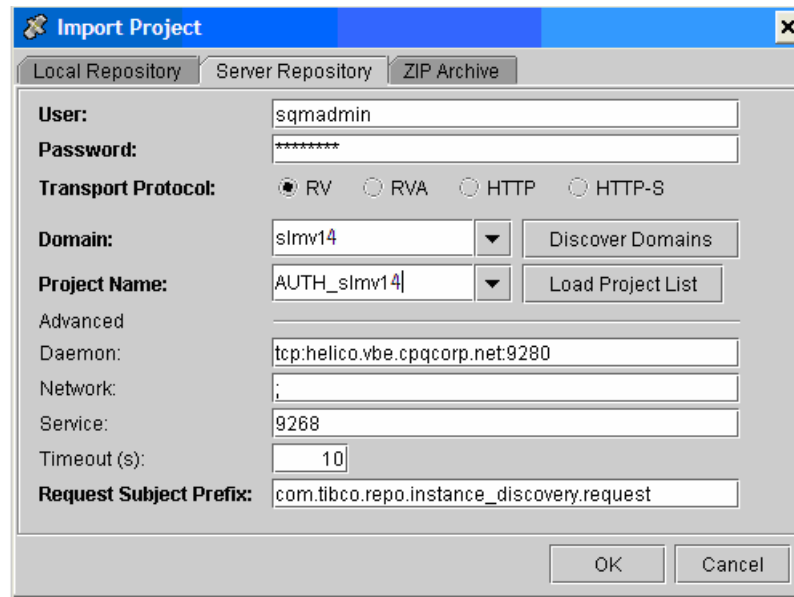 Import Project
Local Repository Server Repository ZIP Archive
User: sqmadmin
Password: ********
Transport Protocol: RV RVA HTTP HTTP-S
Domain: slmv14 Discover Domains
Project Name: AUTH_slmv14 Load Project List
Advanced
Daemon: tcp:helico.vbe.cpqcorp.net:9280
Network: ;
Service: 9268
Timeout (s): 10
Request Subject Prefix: com.tibco.repo.instance_discovery.request
OK Cancel